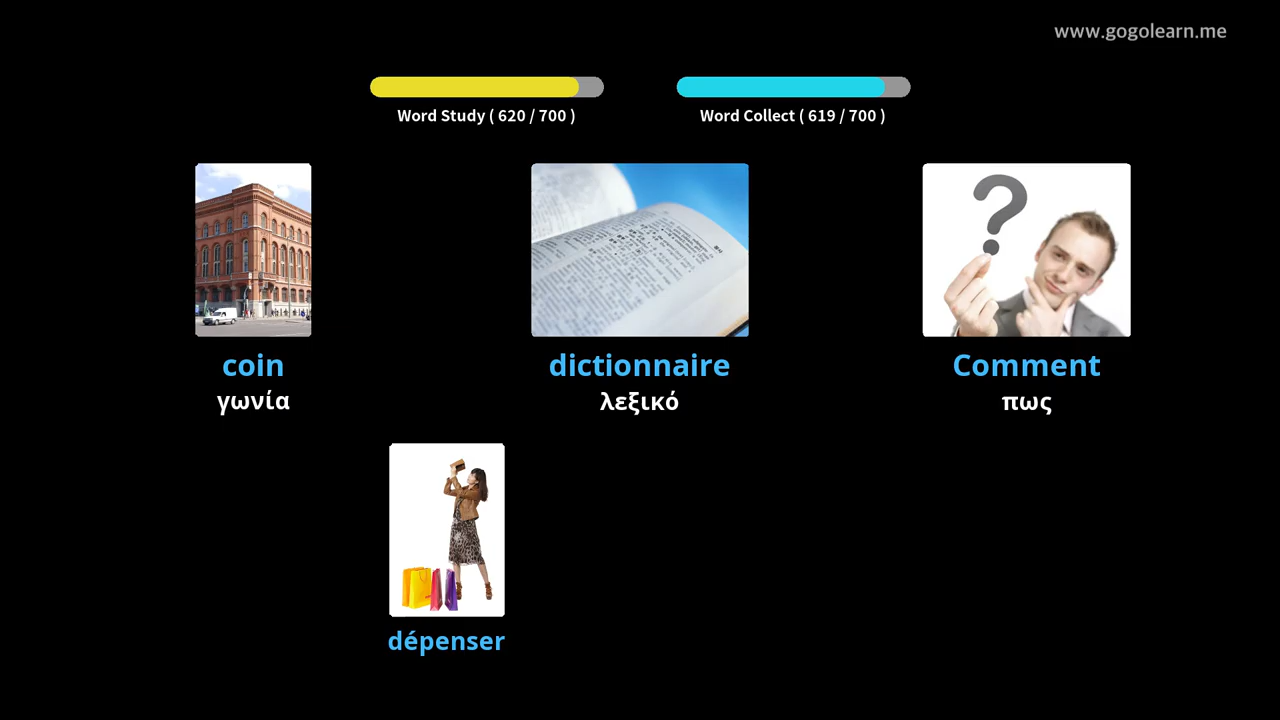 www.gogolearn.me
Word Study ( 620 / 700 )
Word Collect ( 619 / 700 )
coin
dictionnaire
Comment
γωνία
λεξικό
πως
dépenser